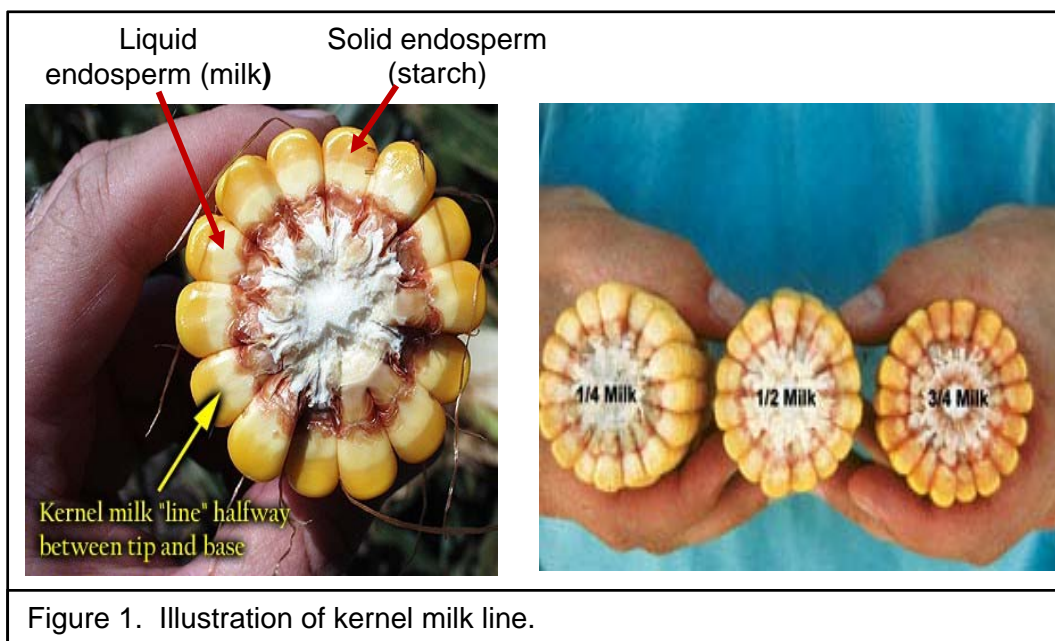 Liquid
endosperm (milk)
Solid endosperm
(starch)
Kernel milk "line" halfway
between tip and base
1/4 Milk
1/2 Milk
3/4 Milk
Figure 1. Illustration of kernel milk line.